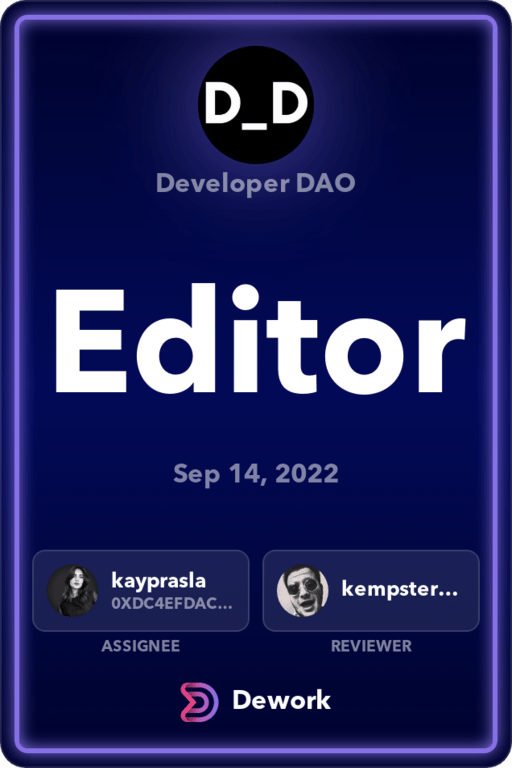 D_D
Developer DAO
Editor
Sep 14, 2022
kayprasla
0XDC4EFDAC...
kempster...
ASSIGNEE
REVIEWER
Dework